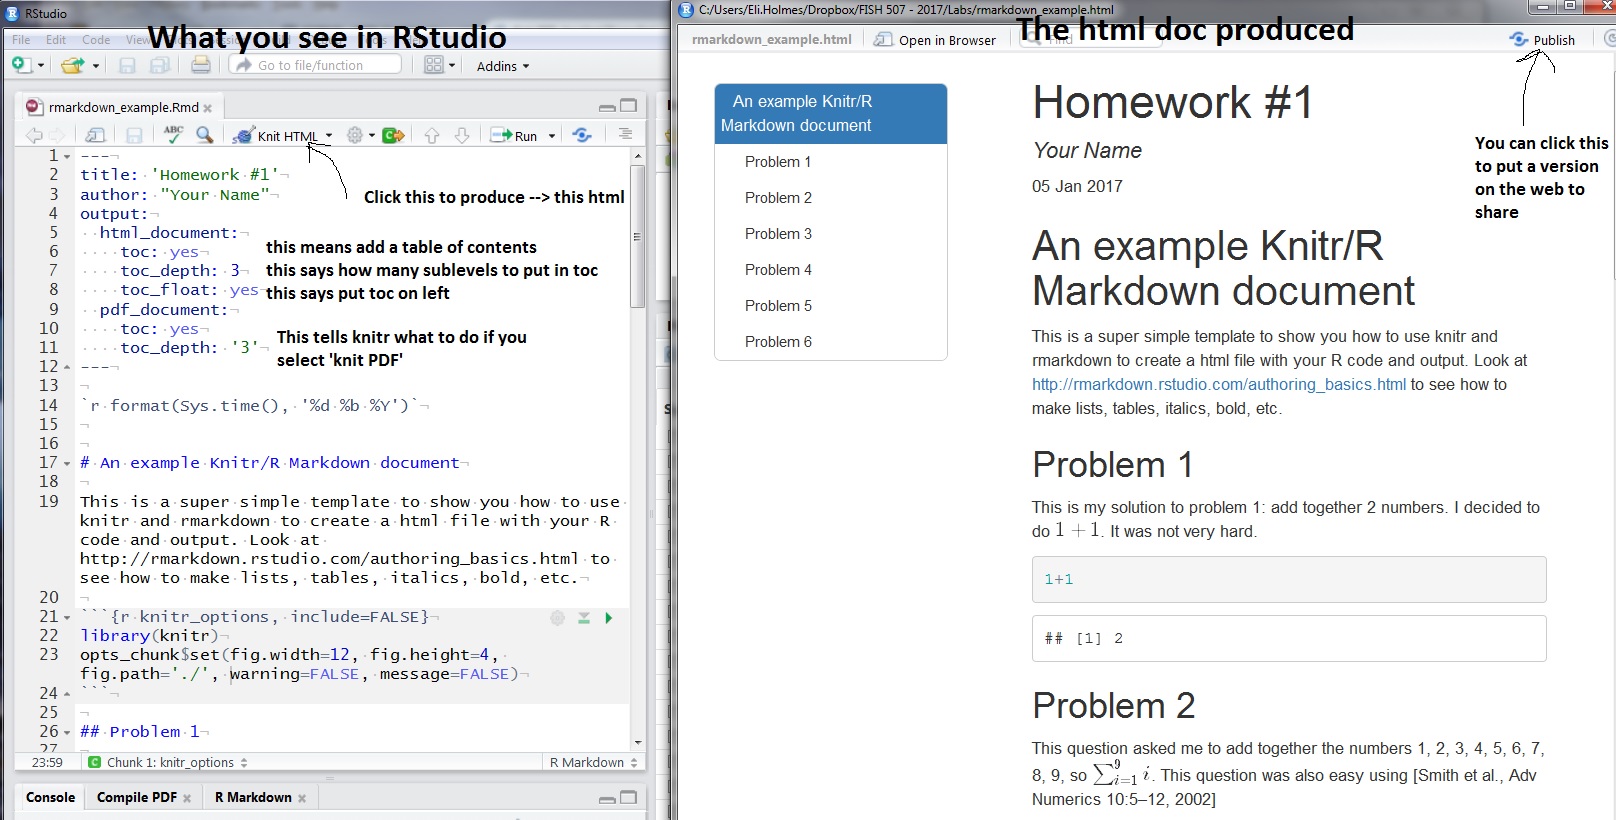 RStudio
What you see in RStudio
File Edit Code View
Go to file/function Addins
rmarkdown_example.Rmd
ABC Knit HTML Run
1 ---
2 title: 'Homework #1'
3 author: "Your Name"
Click this to produce --> this html
4 output:
5 html_document:
6 toc: yes
this means add a table of contents
7 toc_depth: 3
this says how many sublevels to put in toc
8 toc_float: yes
this says put toc on left
9 pdf_document:
10 toc: yes
11 toc_depth: '3'
This tells knitr what to do if you
select 'knit PDF'
12 ---
13
14 `r format(Sys.time(), '%d %b %Y')`
15
16
17 # An example Knitr/R Markdown document
18
19 This is a super simple template to show you how to use
knitr and rmarkdown to create a html file with your R
code and output. Look at
http://rmarkdown.rstudio.com/authoring_basics.html to
see how to make lists, tables, italics, bold, etc.
20
21 ```{r knitr_options, include=FALSE}
22 library(knitr)
23 opts_chunk$set(fig.width=12, fig.height=4,
fig.path='./', warning=FALSE, message=FALSE)
24 ```
25
26 ## Problem 1
27
23:59 Chunk 1: knitr_options R Markdown
Console Compile PDF R Markdown
C:/Users/Eli.Holmes/Dropbox/FISH 507 - 2017/Labs/rmarkdown_example.html
The html doc produced
rmarkdown_example.html Open in Browser Find Publish
You can click this
to put a version
on the web to
share
An example Knitr/R
Markdown document
Problem 1
Problem 2
Problem 3
Problem 4
Problem 5
Problem 6
Homework #1
Your Name
05 Jan 2017
An example Knitr/R
Markdown document
This is a super simple template to show you how to use knitr and
rmarkdown to create a html file with your R code and output. Look at
http://rmarkdown.rstudio.com/authoring_basics.html to see how to
make lists, tables, italics, bold, etc.
Problem 1
This is my solution to problem 1: add together 2 numbers. I decided to
do 1 + 1. It was not very hard.
1+1
## [1] 2
Problem 2
This question asked me to add together the numbers 1, 2, 3, 4, 5, 6, 7,
8, 9, so ∑_{i=1}^{9} i. This question was also easy using [Smith et al., Adv
Numerics 10:5–12, 2002]